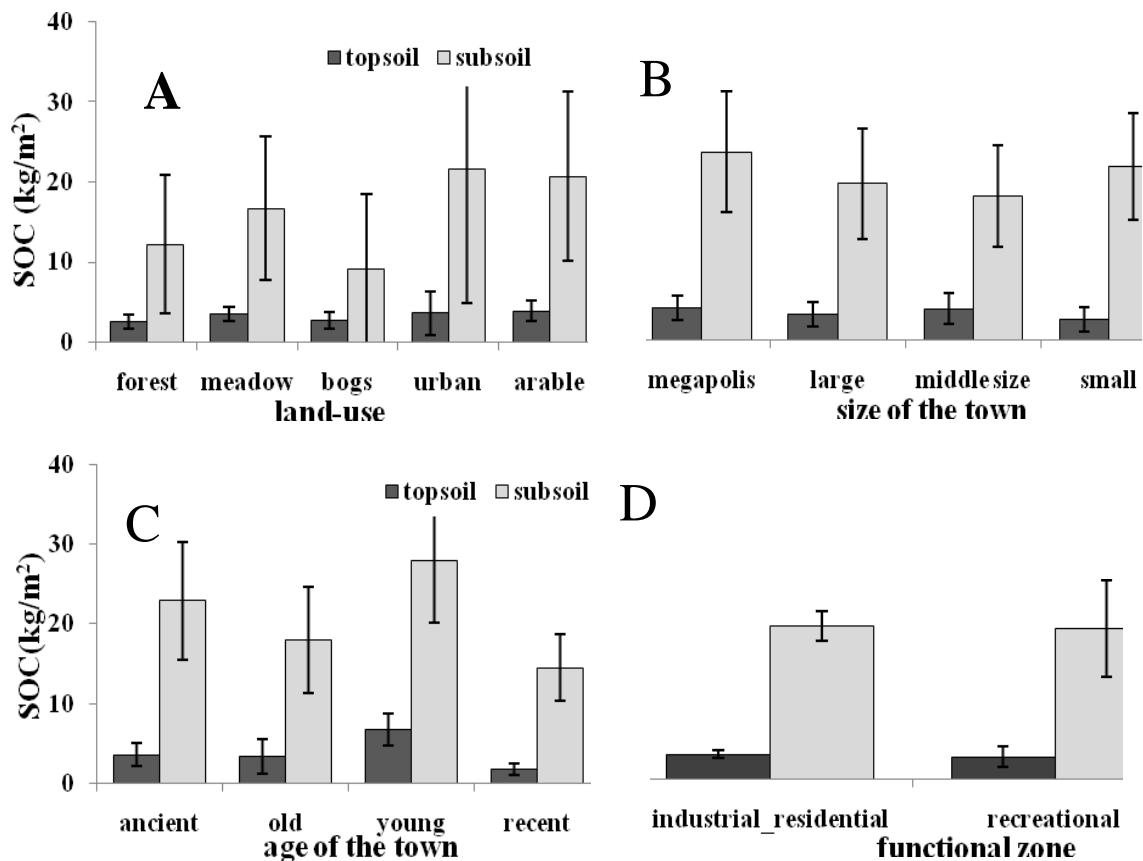 40
30
20
10
0
SOC (kg/m²)
A
topsoil subsoil
forest meadow bogs urban arable
land-use
B
megapolis large middle size small
size of the town
40
30
20
10
0
SOC(kg/m²)
C
topsoil subsoil
ancient old young recent
age of the town
D
industrial_residential recreational
functional zone